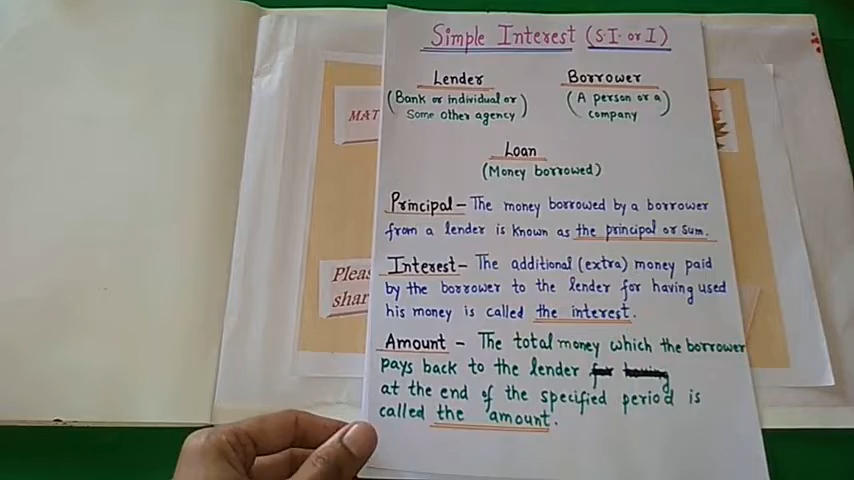 Simple Interest (S.I. or I)
Lender
Borrower
(Bank or individual or
Some other agency)
(A person or a
company)
Loan
(Money borrowed)
Principal - The money borrowed by a borrower
from a lender is known as the principal or sum.
Interest - The additional (extra) money paid
by the borrower to the lender for having used
his money is called the interest.
Amount - The total money which the borrower
pays back to the lender for having
at the end of the specified period is
called the amount.
MAT
Pleas
shar